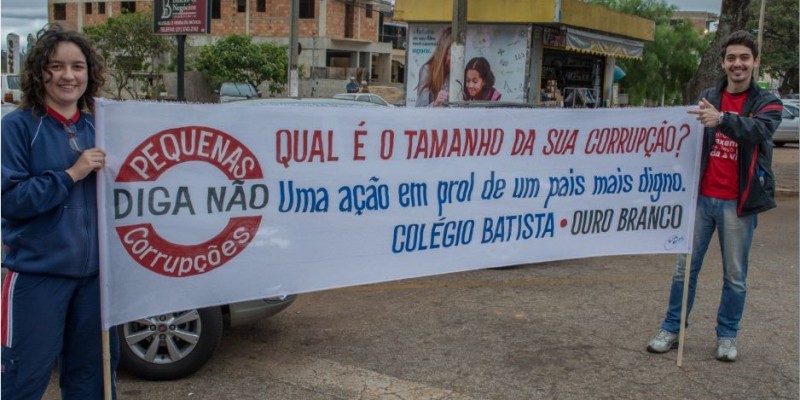 PEQUENAS
DIGA NÃO
Corrupções
QUAL É O TAMANHO DA SUA CORRUPÇÃO?
Uma ação em prol de um pais mais digno.
COLÉGIO BATISTA • OURO BRANCO